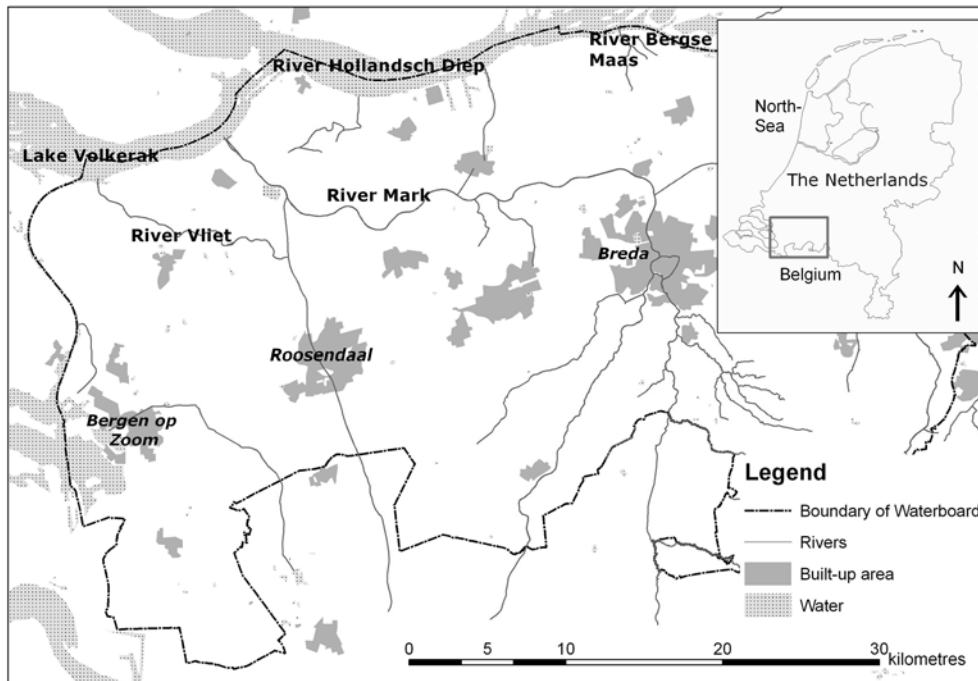 River Bergse
Maas
River Hollandsch Diep
Lake Volkerak
River Mark
River Vliet
Breda
Roosendaal
Bergen op
Zoom
North-
Sea
The Netherlands
Belgium
N
Legend
Boundary of Waterboard
Rivers
Built-up area
Water
0 5 10 20 30
kilometres